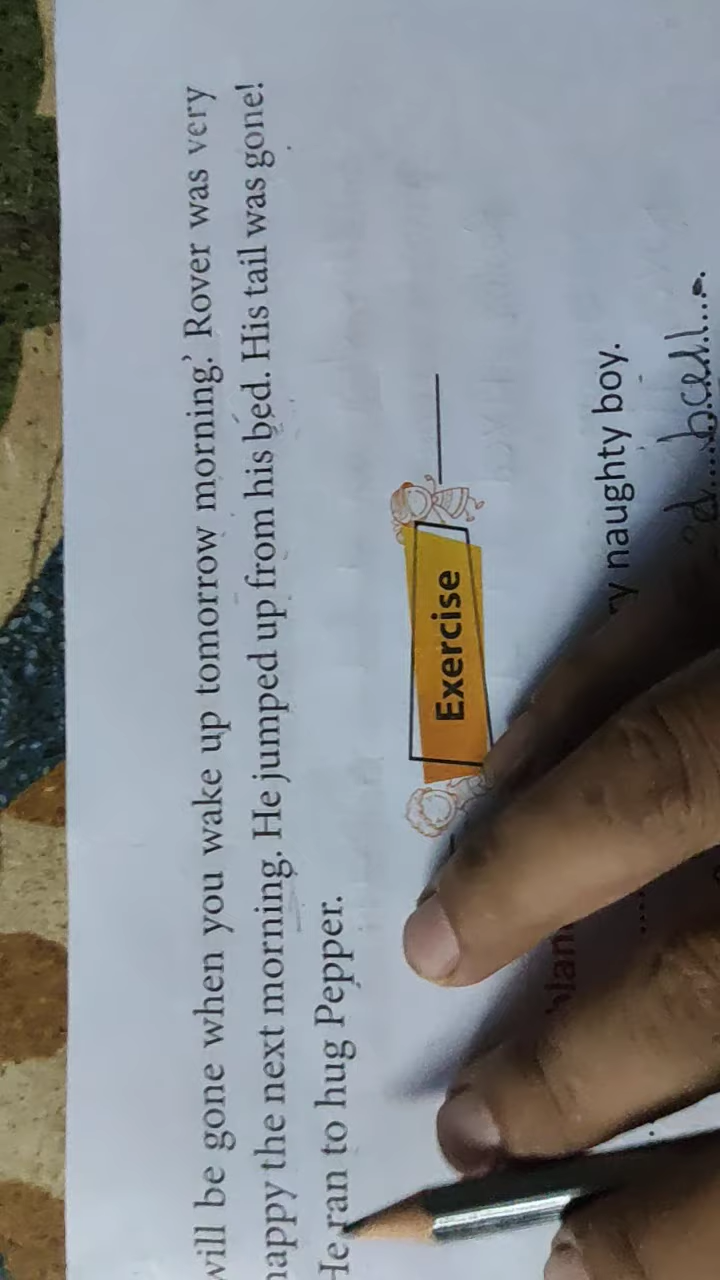 will be gone when you wake up tomorrow morning.' Rover was very
happy the next morning. He jumped up from his bed. His tail was gone!
He ran to hug Pepper.
Exercise
naughty boy.